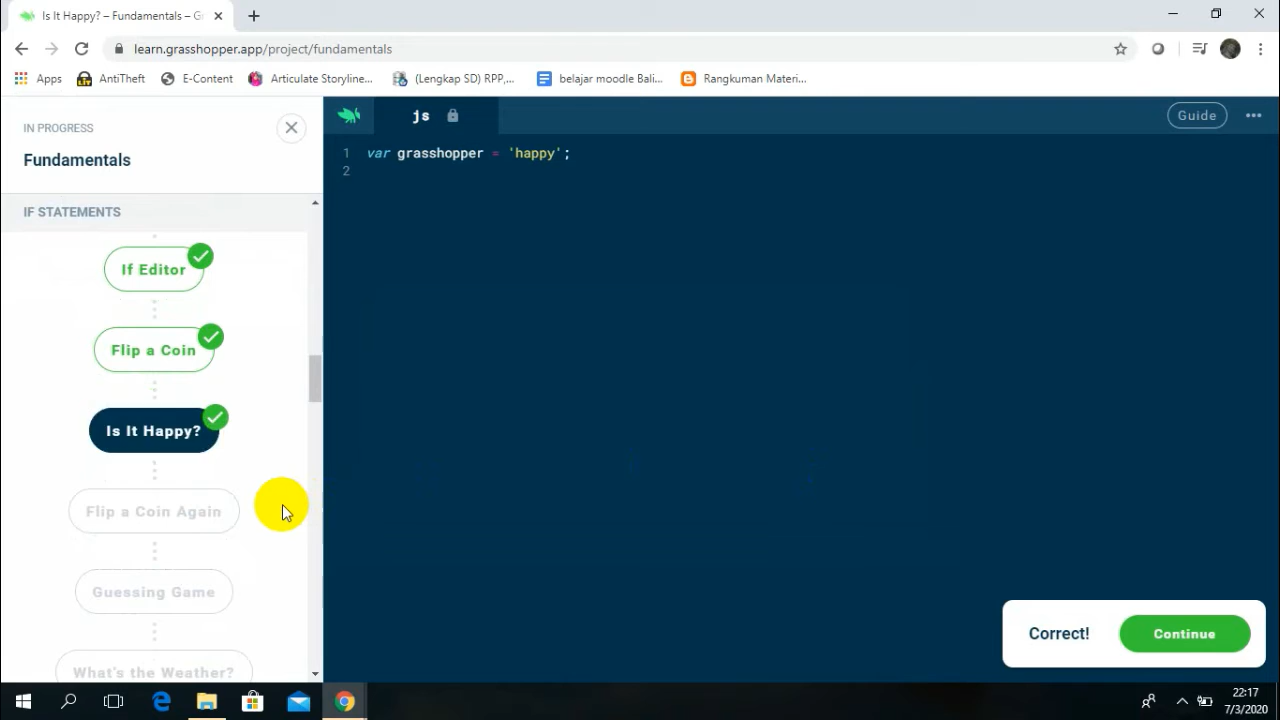 Is It Happy? – Fundamentals – G
learn.grasshopper.app/project/fundamentals
Apps
AntiTheft
E-Content
Articulate Storyline...
(Lengkap SD) RPP,...
belajar moodle Bali...
Rangkuman Materi...
IN PROGRESS
Fundamentals
IF STATEMENTS
If Editor
Flip a Coin
Is It Happy?
Flip a Coin Again
Guessing Game
What's the Weather?
js
Guide
1 var grasshopper = 'happy';
2
Correct!
Continue
22:17
7/3/2020